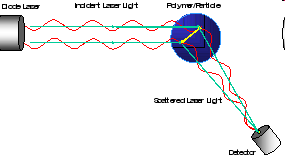 Diode Laser
Incident Laser Light
Polymer/Particle
Scattered Laser Light
Detector